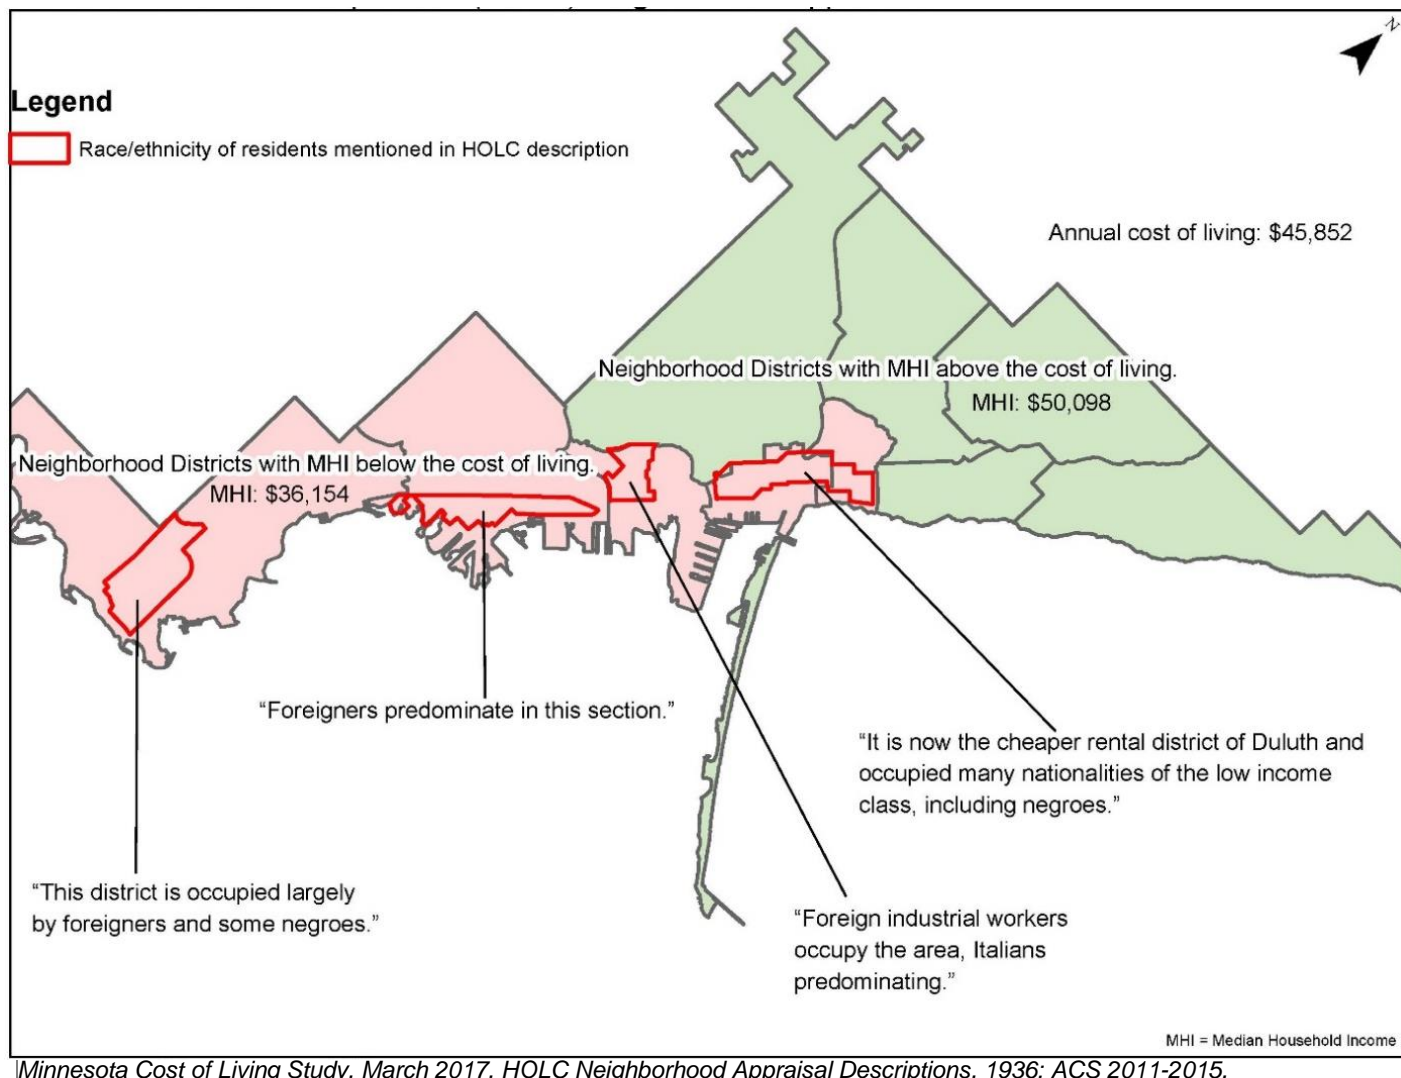 N
Legend
Race/ethnicity of residents mentioned in HOLC description
Annual cost of living: $45,852
Neighborhood Districts with MHI above the cost of living.
MHI: $50,098
Neighborhood Districts with MHI below the cost of living.
MHI: $36,154
“Foreigners predominate in this section.”
“It is now the cheaper rental district of Duluth and
occupied many nationalities of the low income
class, including negroes.”
“This district is occupied largely
by foreigners and some negroes.”
“Foreign industrial workers
occupy the area, Italians
predominating.”
MHI = Median Household Income
Minnesota Cost of Living Study, March 2017, HOLC Neighborhood Appraisal Descriptions, 1936; ACS 2011-2015.